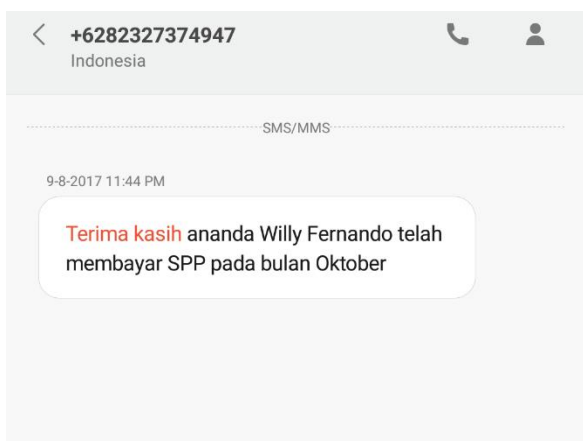 +6282327374947
Indonesia
SMS/MMS
9-8-2017 11:44 PM
Terima kasih ananda Willy Fernando telah
membayar SPP pada bulan Oktober